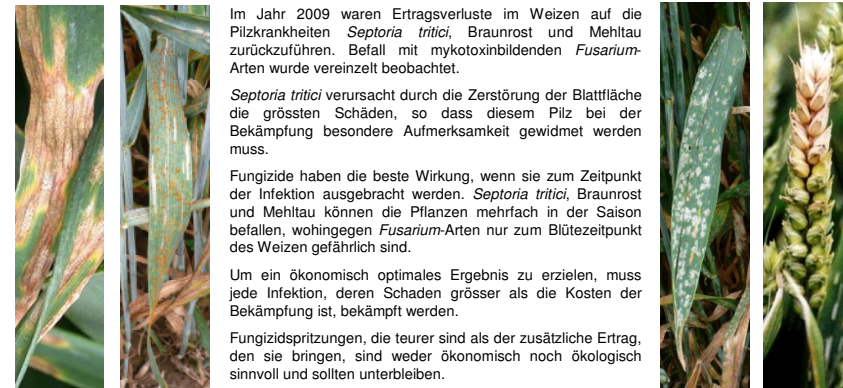 Im Jahr 2009 waren Ertragsverluste im Weizen auf die
Pilzkrankheiten Septoria tritici, Braunrost und Mehltau
zurückzuführen. Befall mit mykotoxinbildenden Fusarium-
Arten wurde vereinzelt beobachtet.
Septoria tritici verursacht durch die Zerstörung der Blattfläche
die grössten Schäden, so dass diesem Pilz bei der
Bekämpfung besondere Aufmerksamkeit gewidmet werden
muss.
Fungizide haben die beste Wirkung, wenn sie zum Zeitpunkt
der Infektion ausgebracht werden. Septoria tritici, Braunrost
und Mehltau können die Pflanzen mehrfach in der Saison
befallen, wohingegen Fusarium-Arten nur zum Blütezeitpunkt
des Weizen gefährlich sind.
Um ein ökonomisch optimales Ergebnis zu erzielen, muss
jede Infektion, deren Schaden grösser als die Kosten der
Bekämpfung ist, bekämpft werden.
Fungizidspritzungen, die teurer sind als der zusätzliche Ertrag,
den sie bringen, sind weder ökonomisch noch ökologisch
sinnvoll und sollten unterbleiben.